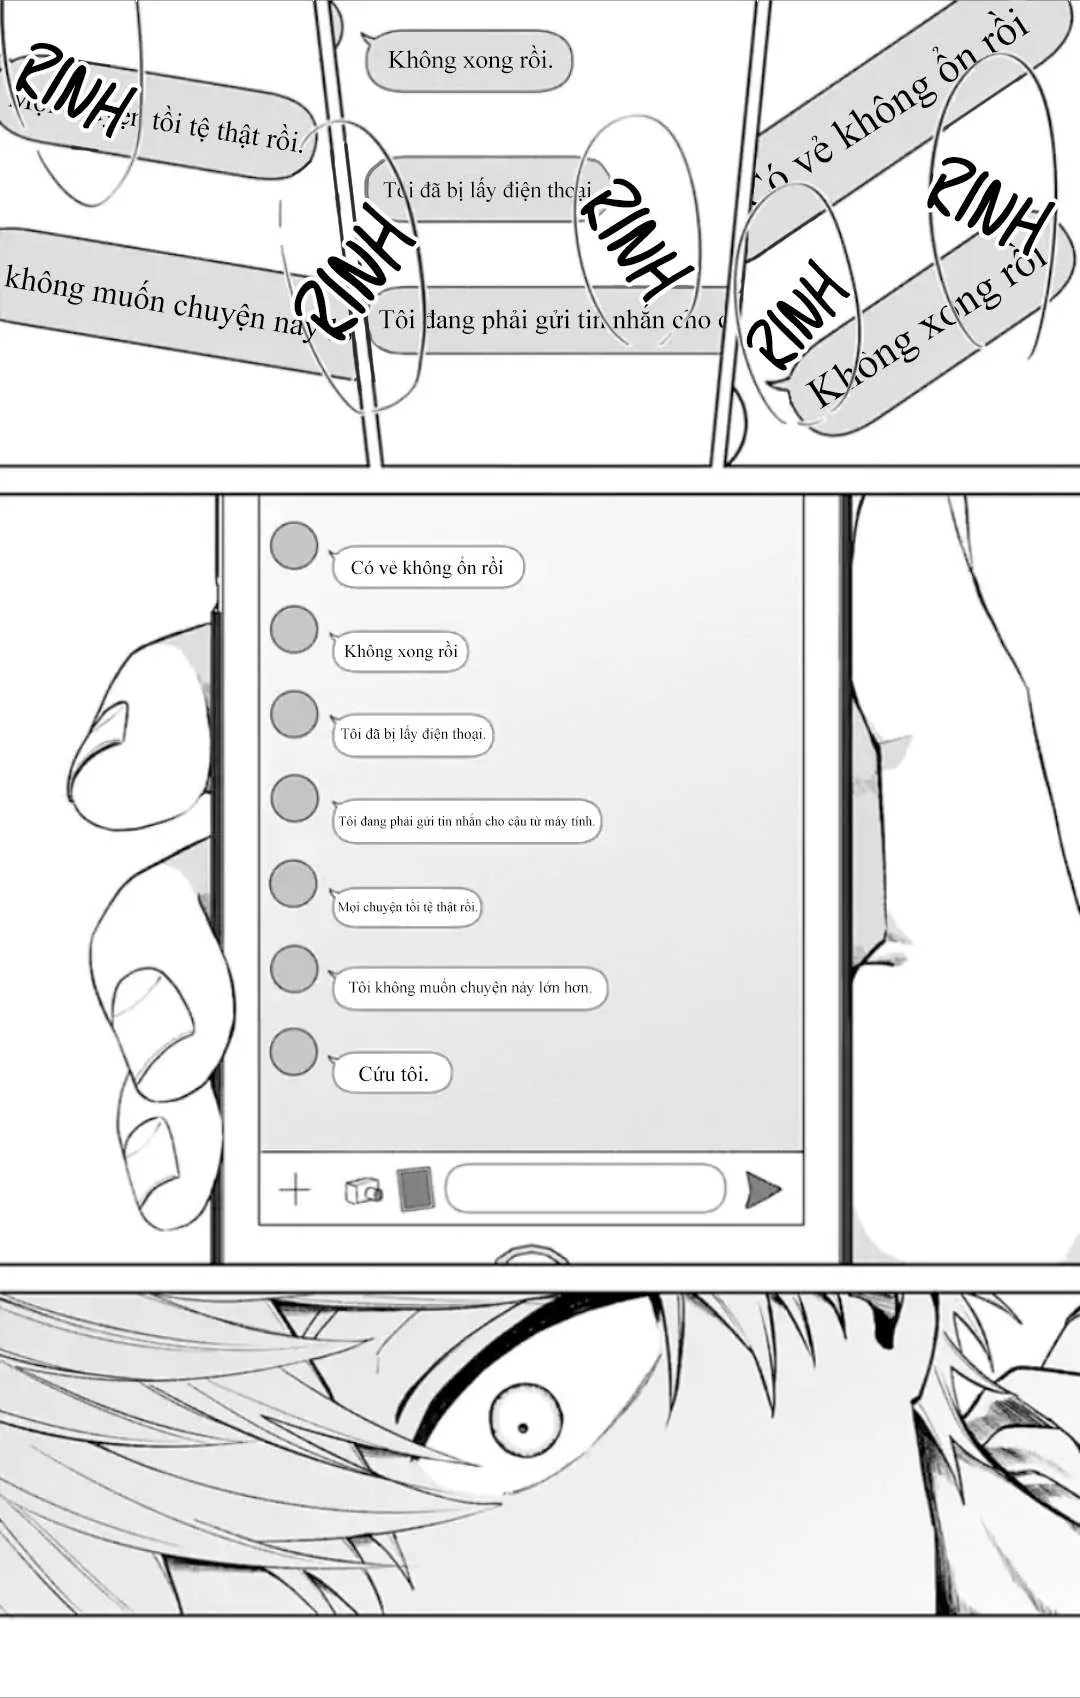 RINH
tồi tệ thật rồi.
không muốn chuyện này
RINH
Không xong rồi.
Tôi đã bị lấy điện thoại
RINH
Tôi đang phải gửi tin nhắn cho
Có vẻ không ổn rồi
RINH
RINH
Không xong rồi
Có vẻ không ổn rồi
Không xong rồi
Tôi đã bị lấy điện thoại.
Tôi đang phải gửi tin nhắn cho cậu từ máy tính.
Mọi chuyện tồi tệ thật rồi.
Tôi không muốn chuyện này lớn hơn.
Cứu tôi.